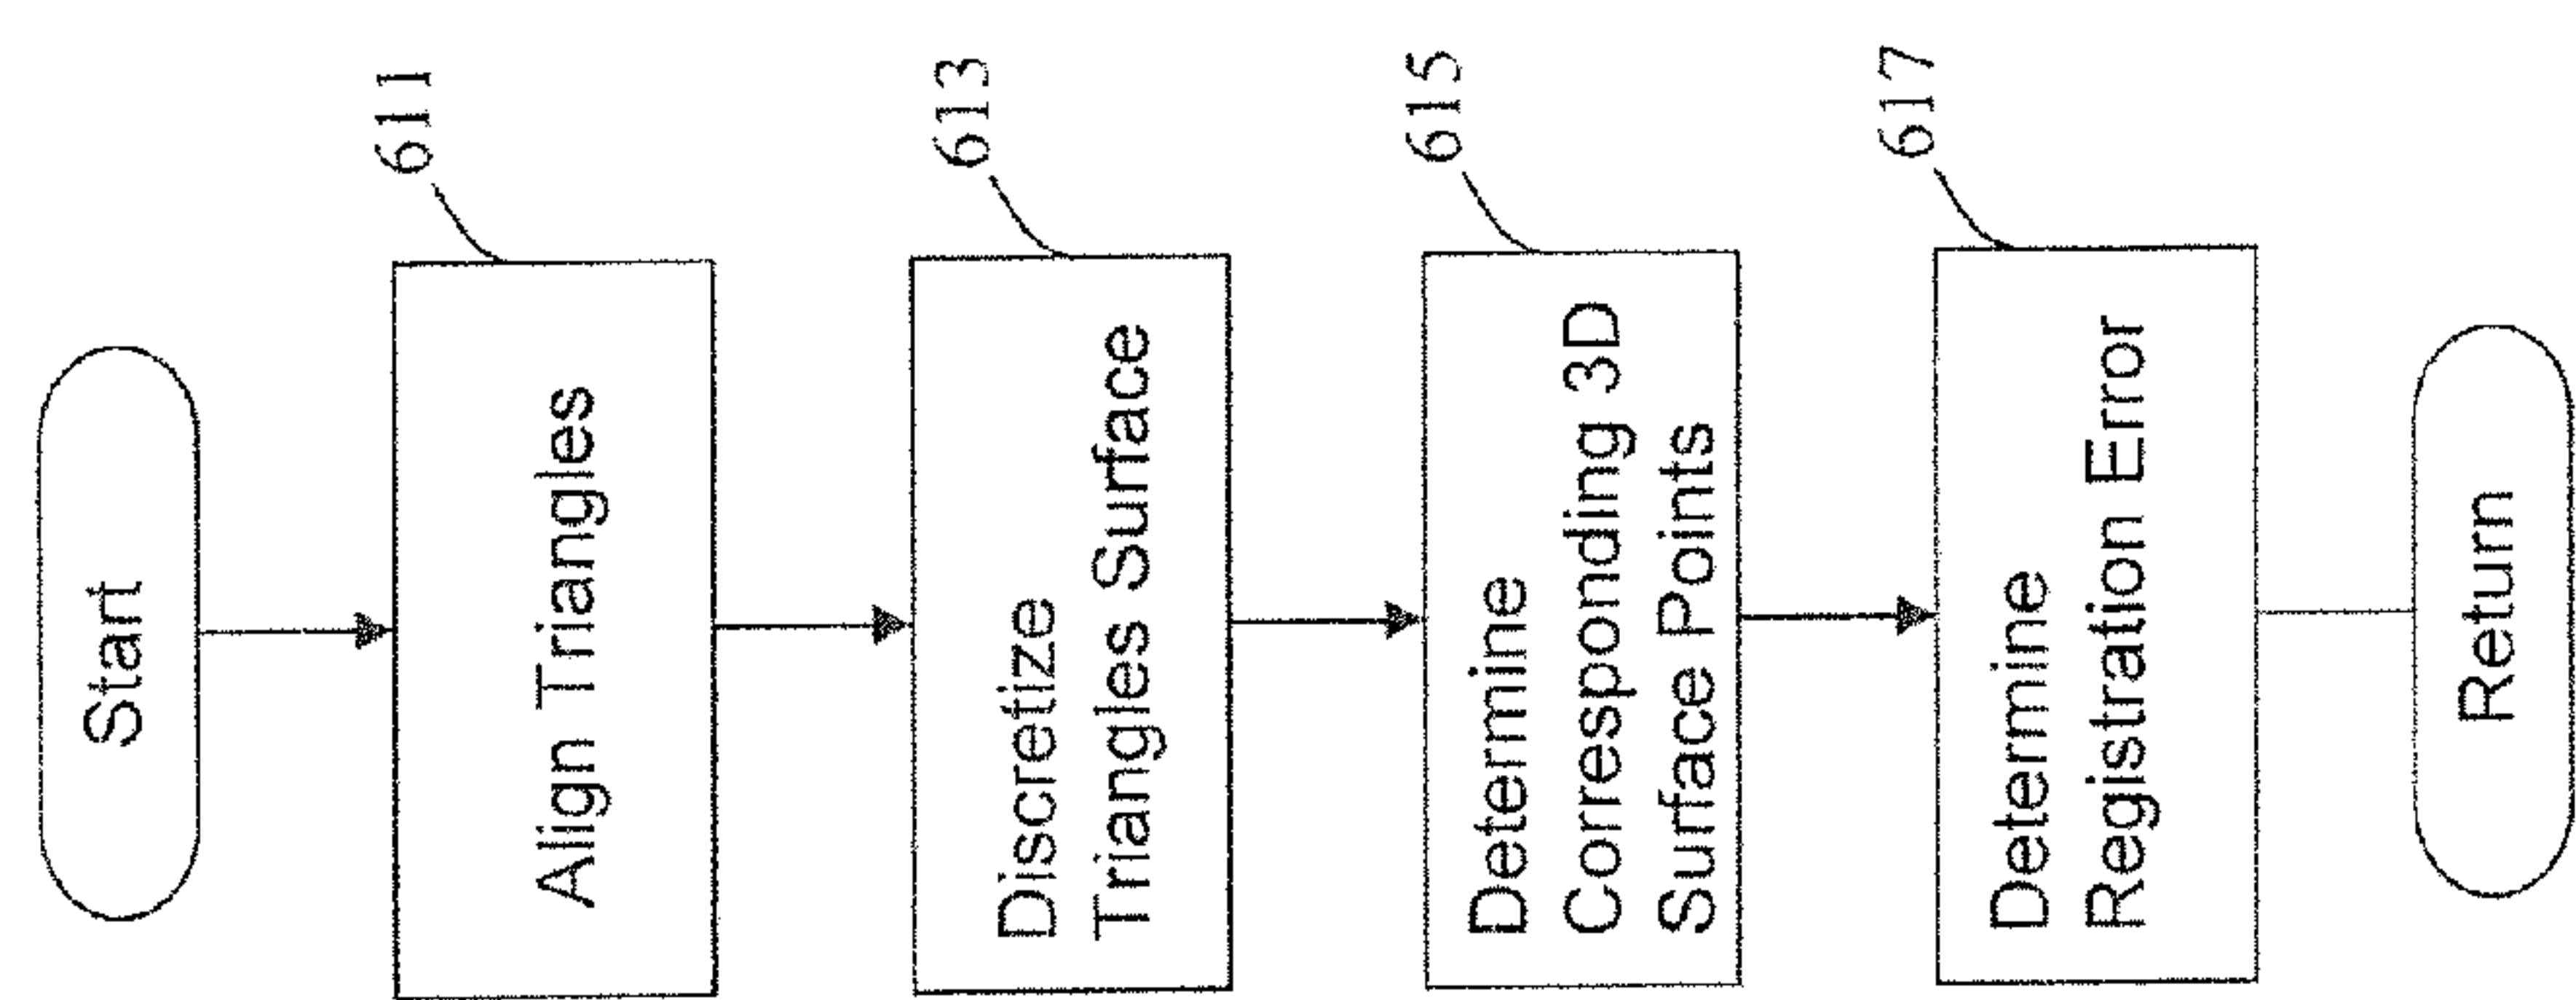 Start
611
Align Triangles
613
Discretize
Triangles Surface
615
Determine
Corresponding 3D
Surface Points
617
Determine
Registration Error
Return